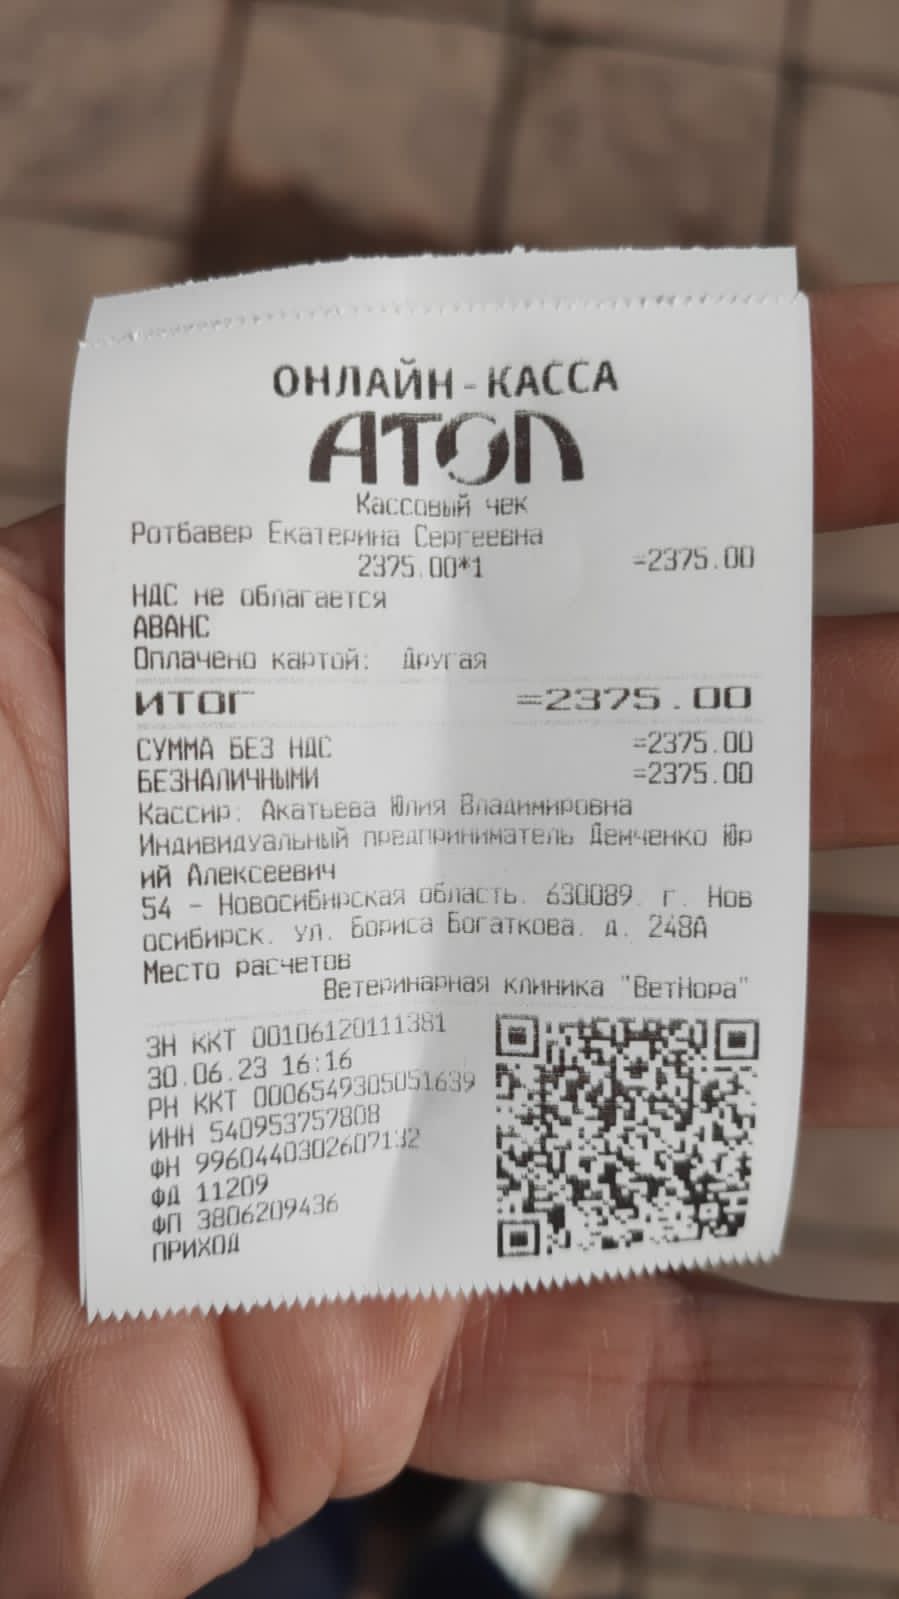 ОНЛАЙН-КАССА
АТОЛ
Кассовый чек
Ротбавер Екатерина Сергеевна
2375.00*1 =2375.00
НДС не облагается
АВАНС
Оплачено картой: Другая
ИТОГ =2375.00
СУММА БЕЗ НДС =2375.00
БЕЗНАЛИЧНЫМИ =2375.00
Кассир: Акатьева Юлия Владимировна
Индивидуальный предприниматель Демченко Юр
ий Алексеевич
54 - Новосибирская область, 630089, г. Нов
осибирск, ул. Бориса Богаткова, д. 248А
Место расчетов
Ветеринарная клиника "ВетНора"
ЗН ККТ 00106120111381
30.06.23 16:16
РН ККТ 0006549305051639
ИНН 540953757808
ФН 9960440302607132
ФД 11209
ФП 3806209436
ПРИХОД